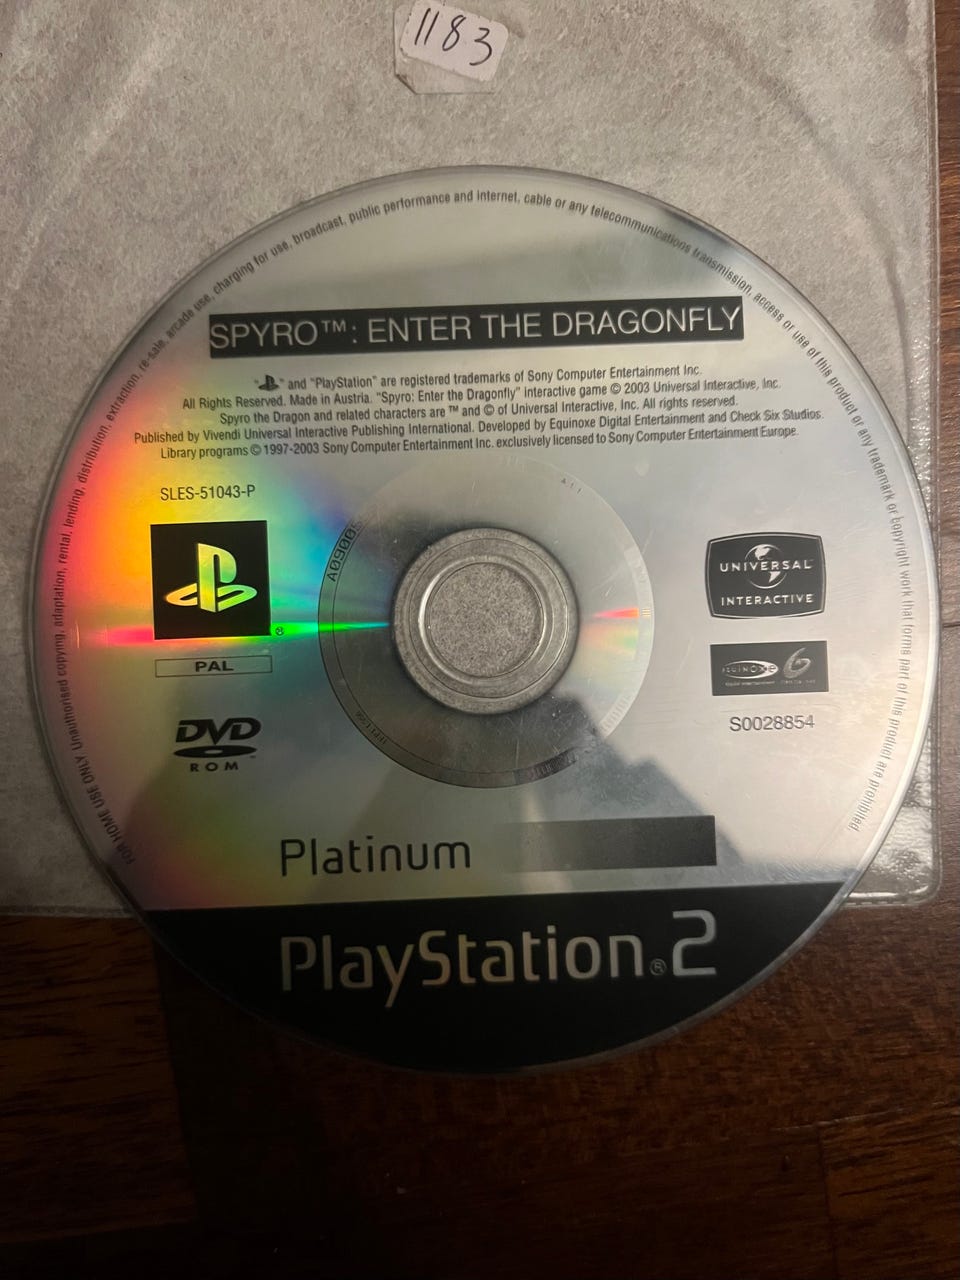 1183
FOR HOME USE ONLY Unauthorised copying, adaptation, rental, lending, distribution, extraction, re-sale, arcade use, charging for use, broadcast, public performance and internet, cable or any telecommunications transmission, access or use of this product or any trademark or copyright work that forms part of this product are prohibited.
SPYRO™: ENTER THE DRAGONFLY
" " and "PlayStation" are registered trademarks of Sony Computer Entertainment Inc.
All Rights Reserved. Made in Austria. "Spyro: Enter the Dragonfly" interactive game © 2003 Universal Interactive, Inc.
Spyro the Dragon and related characters are ™ and © of Universal Interactive, Inc. All rights reserved.
Published by Vivendi Universal Interactive Publishing International. Developed by Equinoxe Digital Entertainment and Check Six Studios.
Library programs © 1997-2003 Sony Computer Entertainment Inc. exclusively licensed to Sony Computer Entertainment Europe.
SLES-51043-P
®
PAL
DVD
ROM
UNIVERSAL
INTERACTIVE
EQUINOXE 6
S0028854
Platinum
PlayStation®2